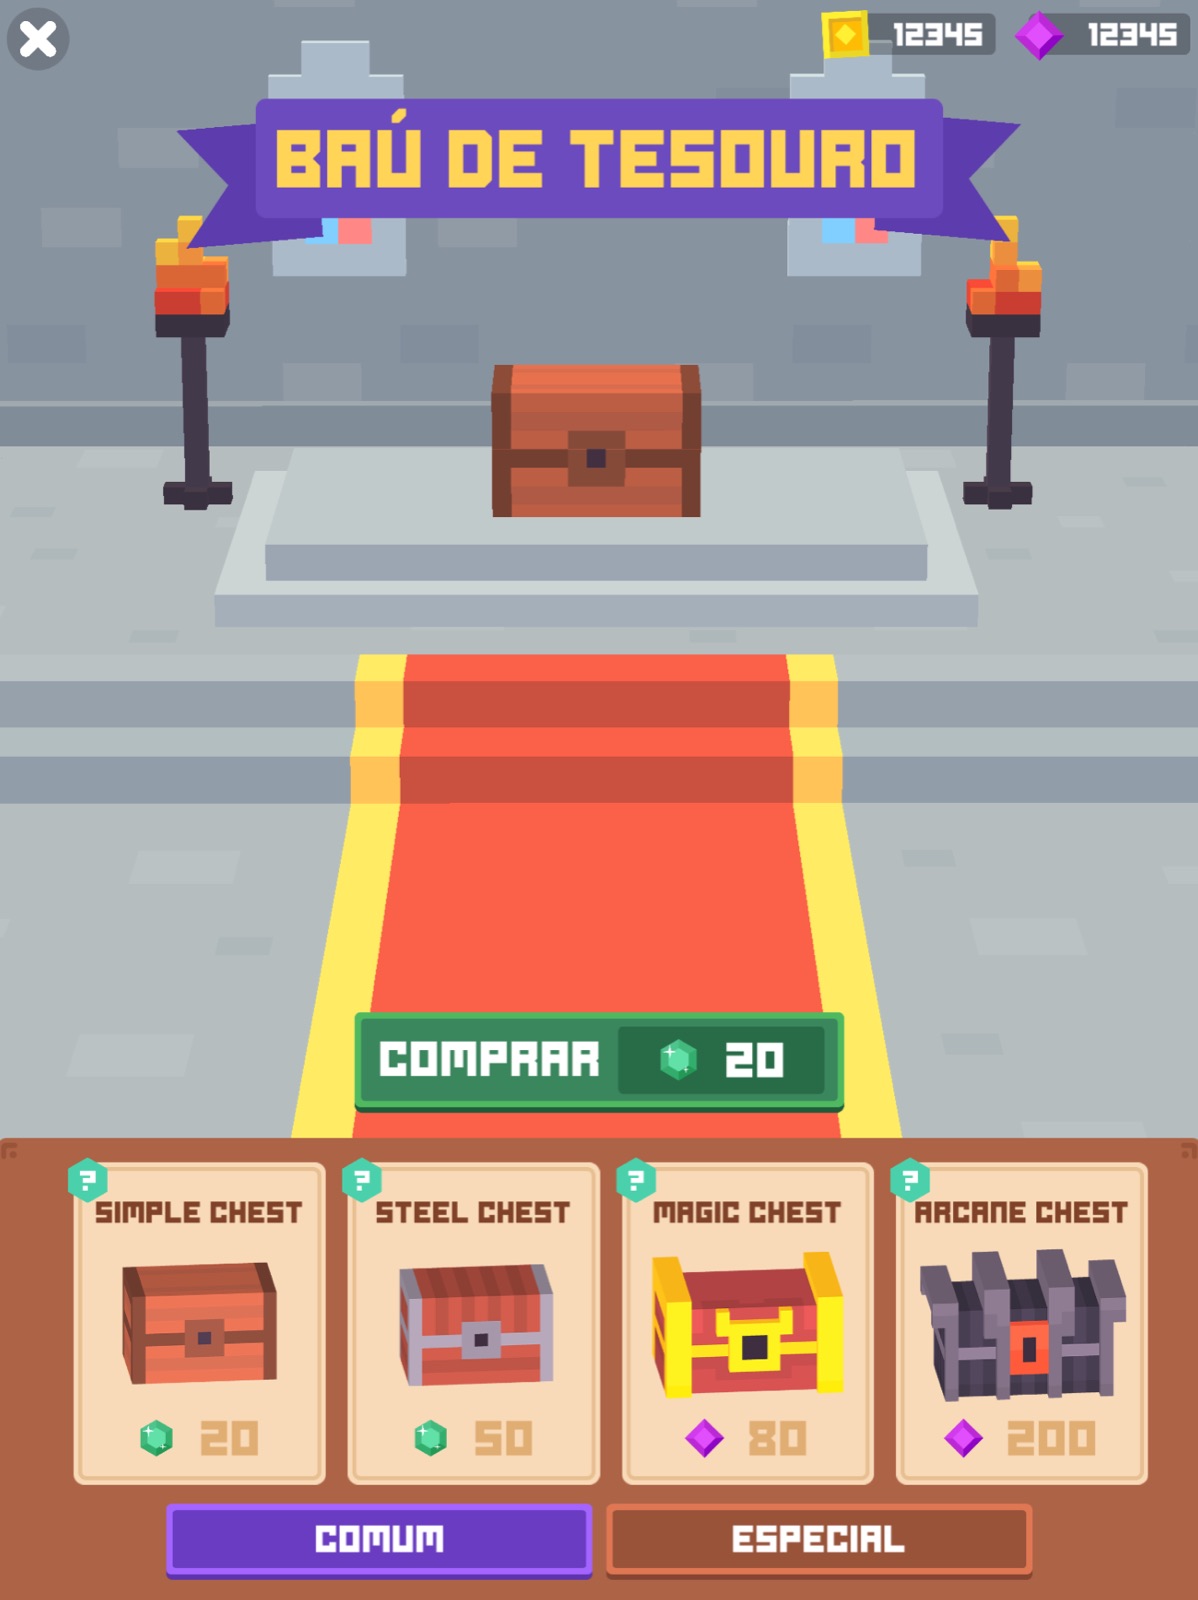 12345
12345
BAÚ DE TESOURO
COMPRAR 20
?
SIMPLE CHEST
20
?
STEEL CHEST
50
?
MAGIC CHEST
80
?
ARCANE CHEST
200
COMUM
ESPECIAL